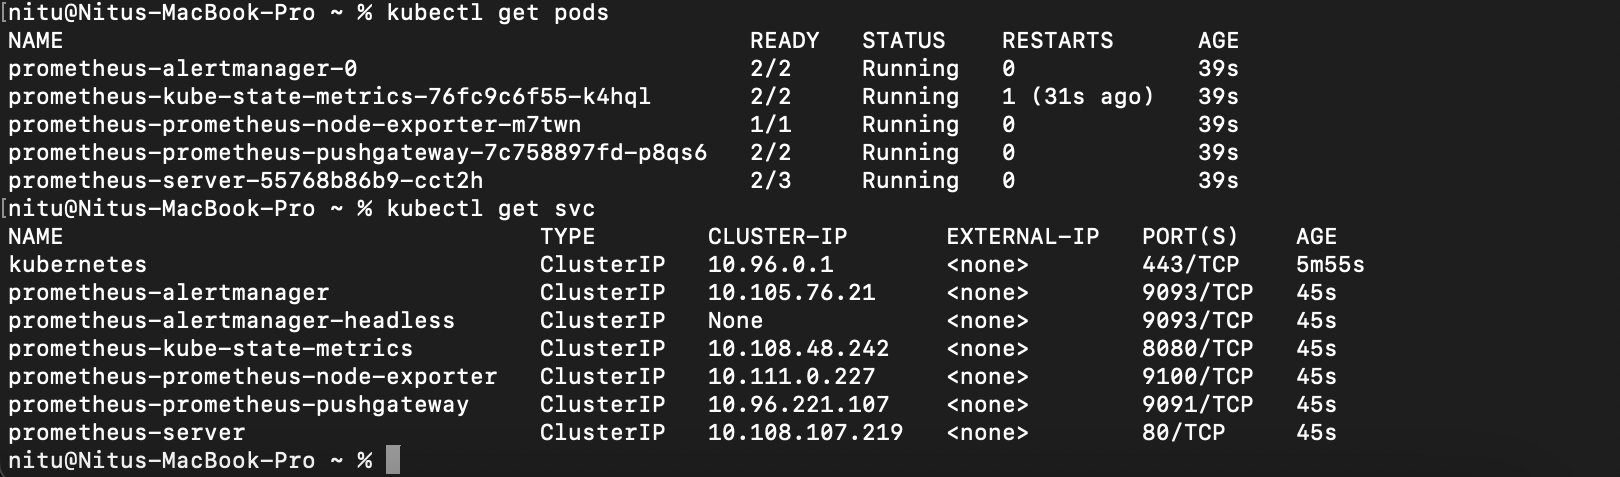 [nitu@Nitus-MacBook-Pro ~ % kubectl get pods
NAME READY STATUS RESTARTS AGE
prometheus-alertmanager-0 2/2 Running 0 39s
prometheus-kube-state-metrics-76fc9c6f55-k4hql 2/2 Running 1 (31s ago) 39s
prometheus-prometheus-node-exporter-m7twn 1/1 Running 0 39s
prometheus-prometheus-pushgateway-7c758897fd-p8qs6 2/2 Running 0 39s
prometheus-server-55768b86b9-cct2h 2/3 Running 0 39s
[nitu@Nitus-MacBook-Pro ~ % kubectl get svc
NAME TYPE CLUSTER-IP EXTERNAL-IP PORT(S) AGE
kubernetes ClusterIP 10.96.0.1 <none> 443/TCP 5m55s
prometheus-alertmanager ClusterIP 10.105.76.21 <none> 9093/TCP 45s
prometheus-alertmanager-headless ClusterIP None <none> 9093/TCP 45s
prometheus-kube-state-metrics ClusterIP 10.108.48.242 <none> 8080/TCP 45s
prometheus-prometheus-node-exporter ClusterIP 10.111.0.227 <none> 9100/TCP 45s
prometheus-prometheus-pushgateway ClusterIP 10.96.221.107 <none> 9091/TCP 45s
prometheus-server ClusterIP 10.108.107.219 <none> 80/TCP 45s
nitu@Nitus-MacBook-Pro ~ %